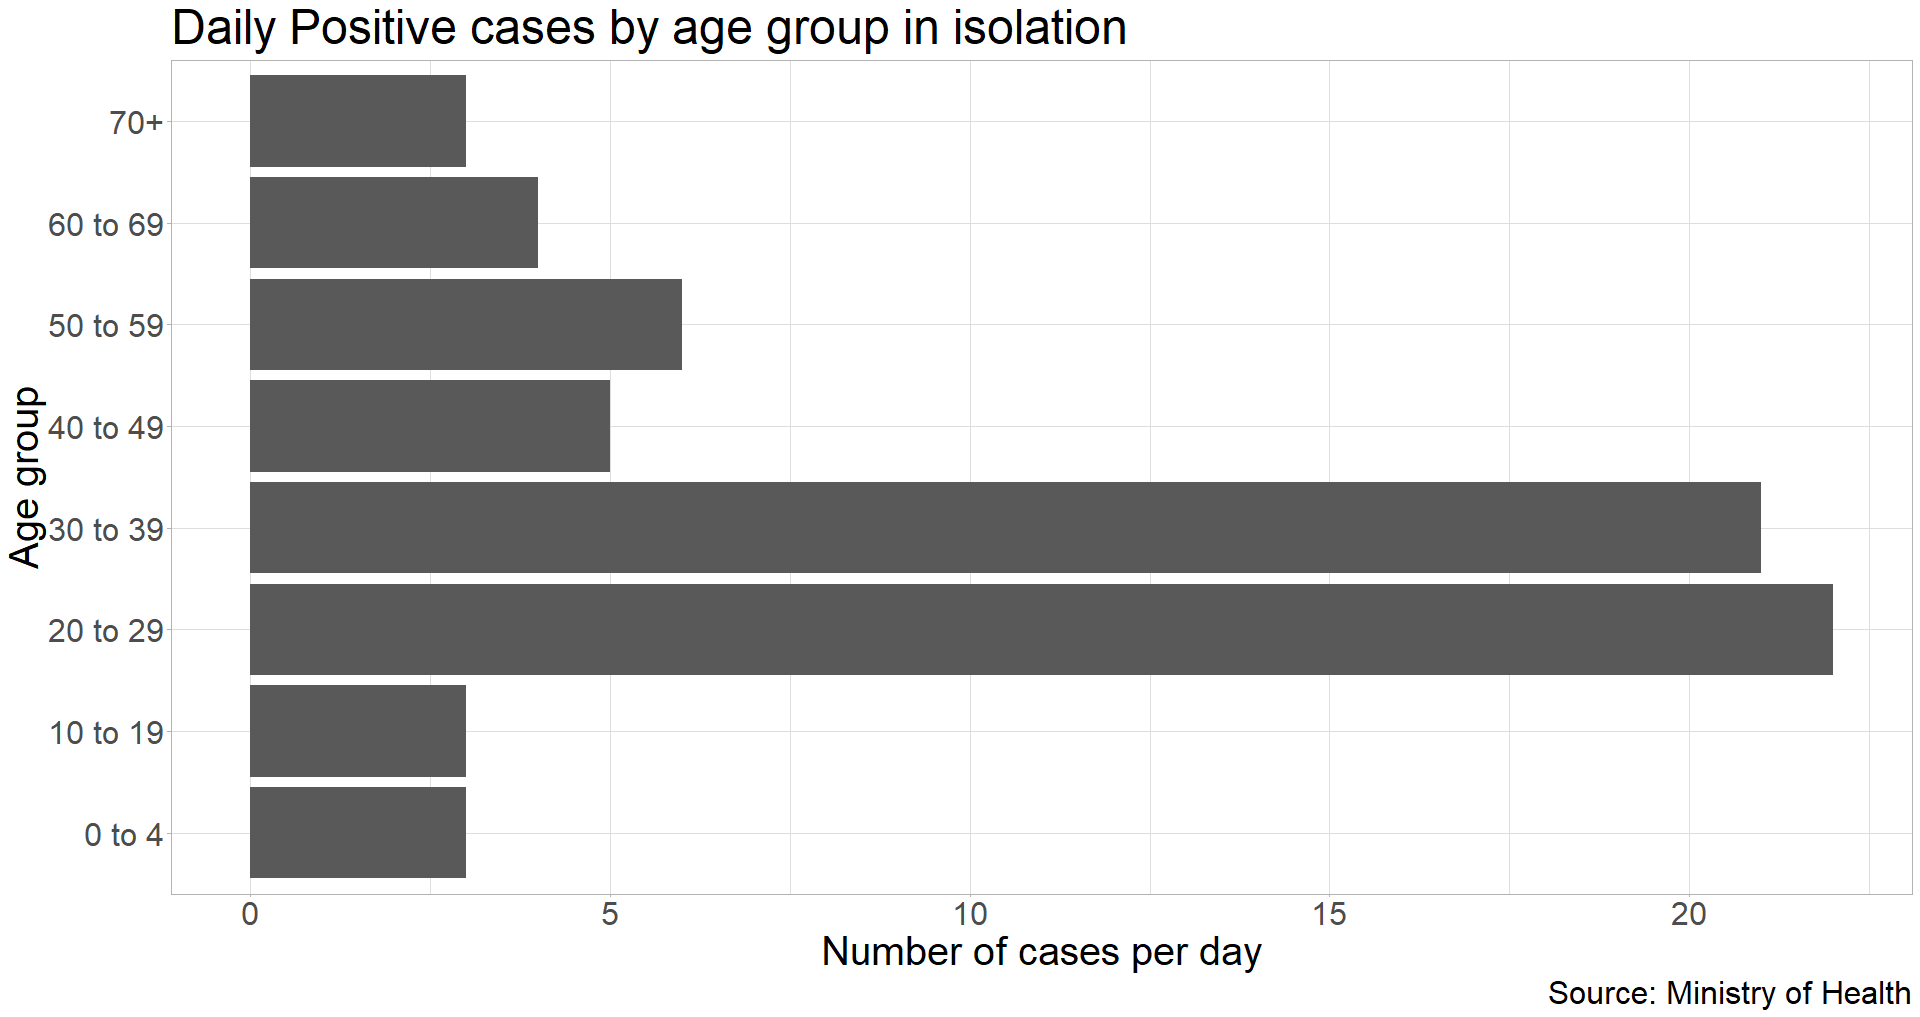 Daily Positive cases by age group in isolation
Age group
70+
60 to 69
50 to 59
40 to 49
30 to 39
20 to 29
10 to 19
0 to 4
0 5 10 15 20
Number of cases per day
Source: Ministry of Health